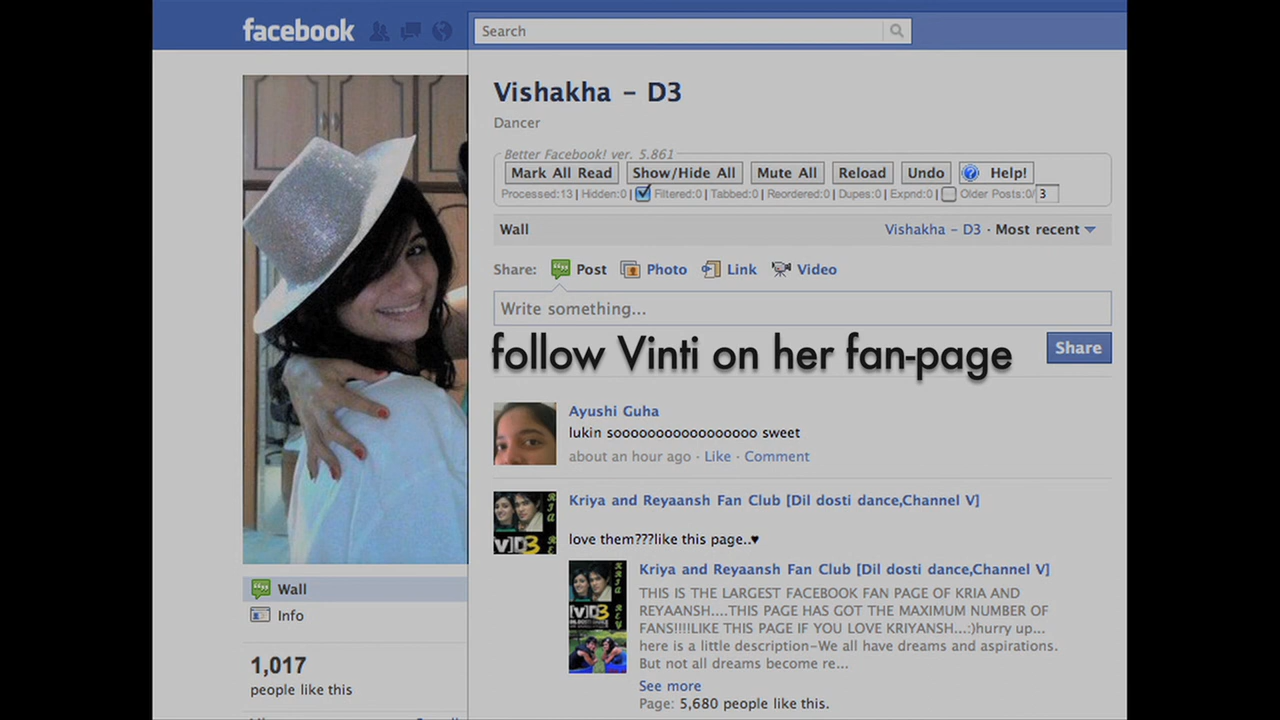 facebook
Search
Vishakha - D3
Dancer
Better Facebook! ver. 5.861
Mark All Read Show/Hide All Mute All Reload Undo Help!
Processed:13 | Hidden:0 | Filtered:0 | Tabbed:0 | Reordered:0 | Dupes:0 | Expnd:0 | Older Posts:0/ 3
Wall Vishakha - D3 · Most recent
Share: Post Photo Link Video
Write something...
follow Vinti on her fan-page
Share
Ayushi Guha
lukin sooooooooooooooooo sweet
about an hour ago · Like · Comment
Kriya and Reyaansh Fan Club [Dil dosti dance,Channel V]
love them???like this page..♥
Kriya and Reyaansh Fan Club [Dil dosti dance,Channel V]
THIS IS THE LARGEST FACEBOOK FAN PAGE OF KRIA AND
REYAANSH....THIS PAGE HAS GOT THE MAXIMUM NUMBER OF
FANS!!!!LIKE THIS PAGE IF YOU LOVE KRIYANSH...:)hurry up...
here is a little description-We all have dreams and aspirations.
But not all dreams become re...
See more
Page: 5,680 people like this.
Wall
Info
1,017
people like this